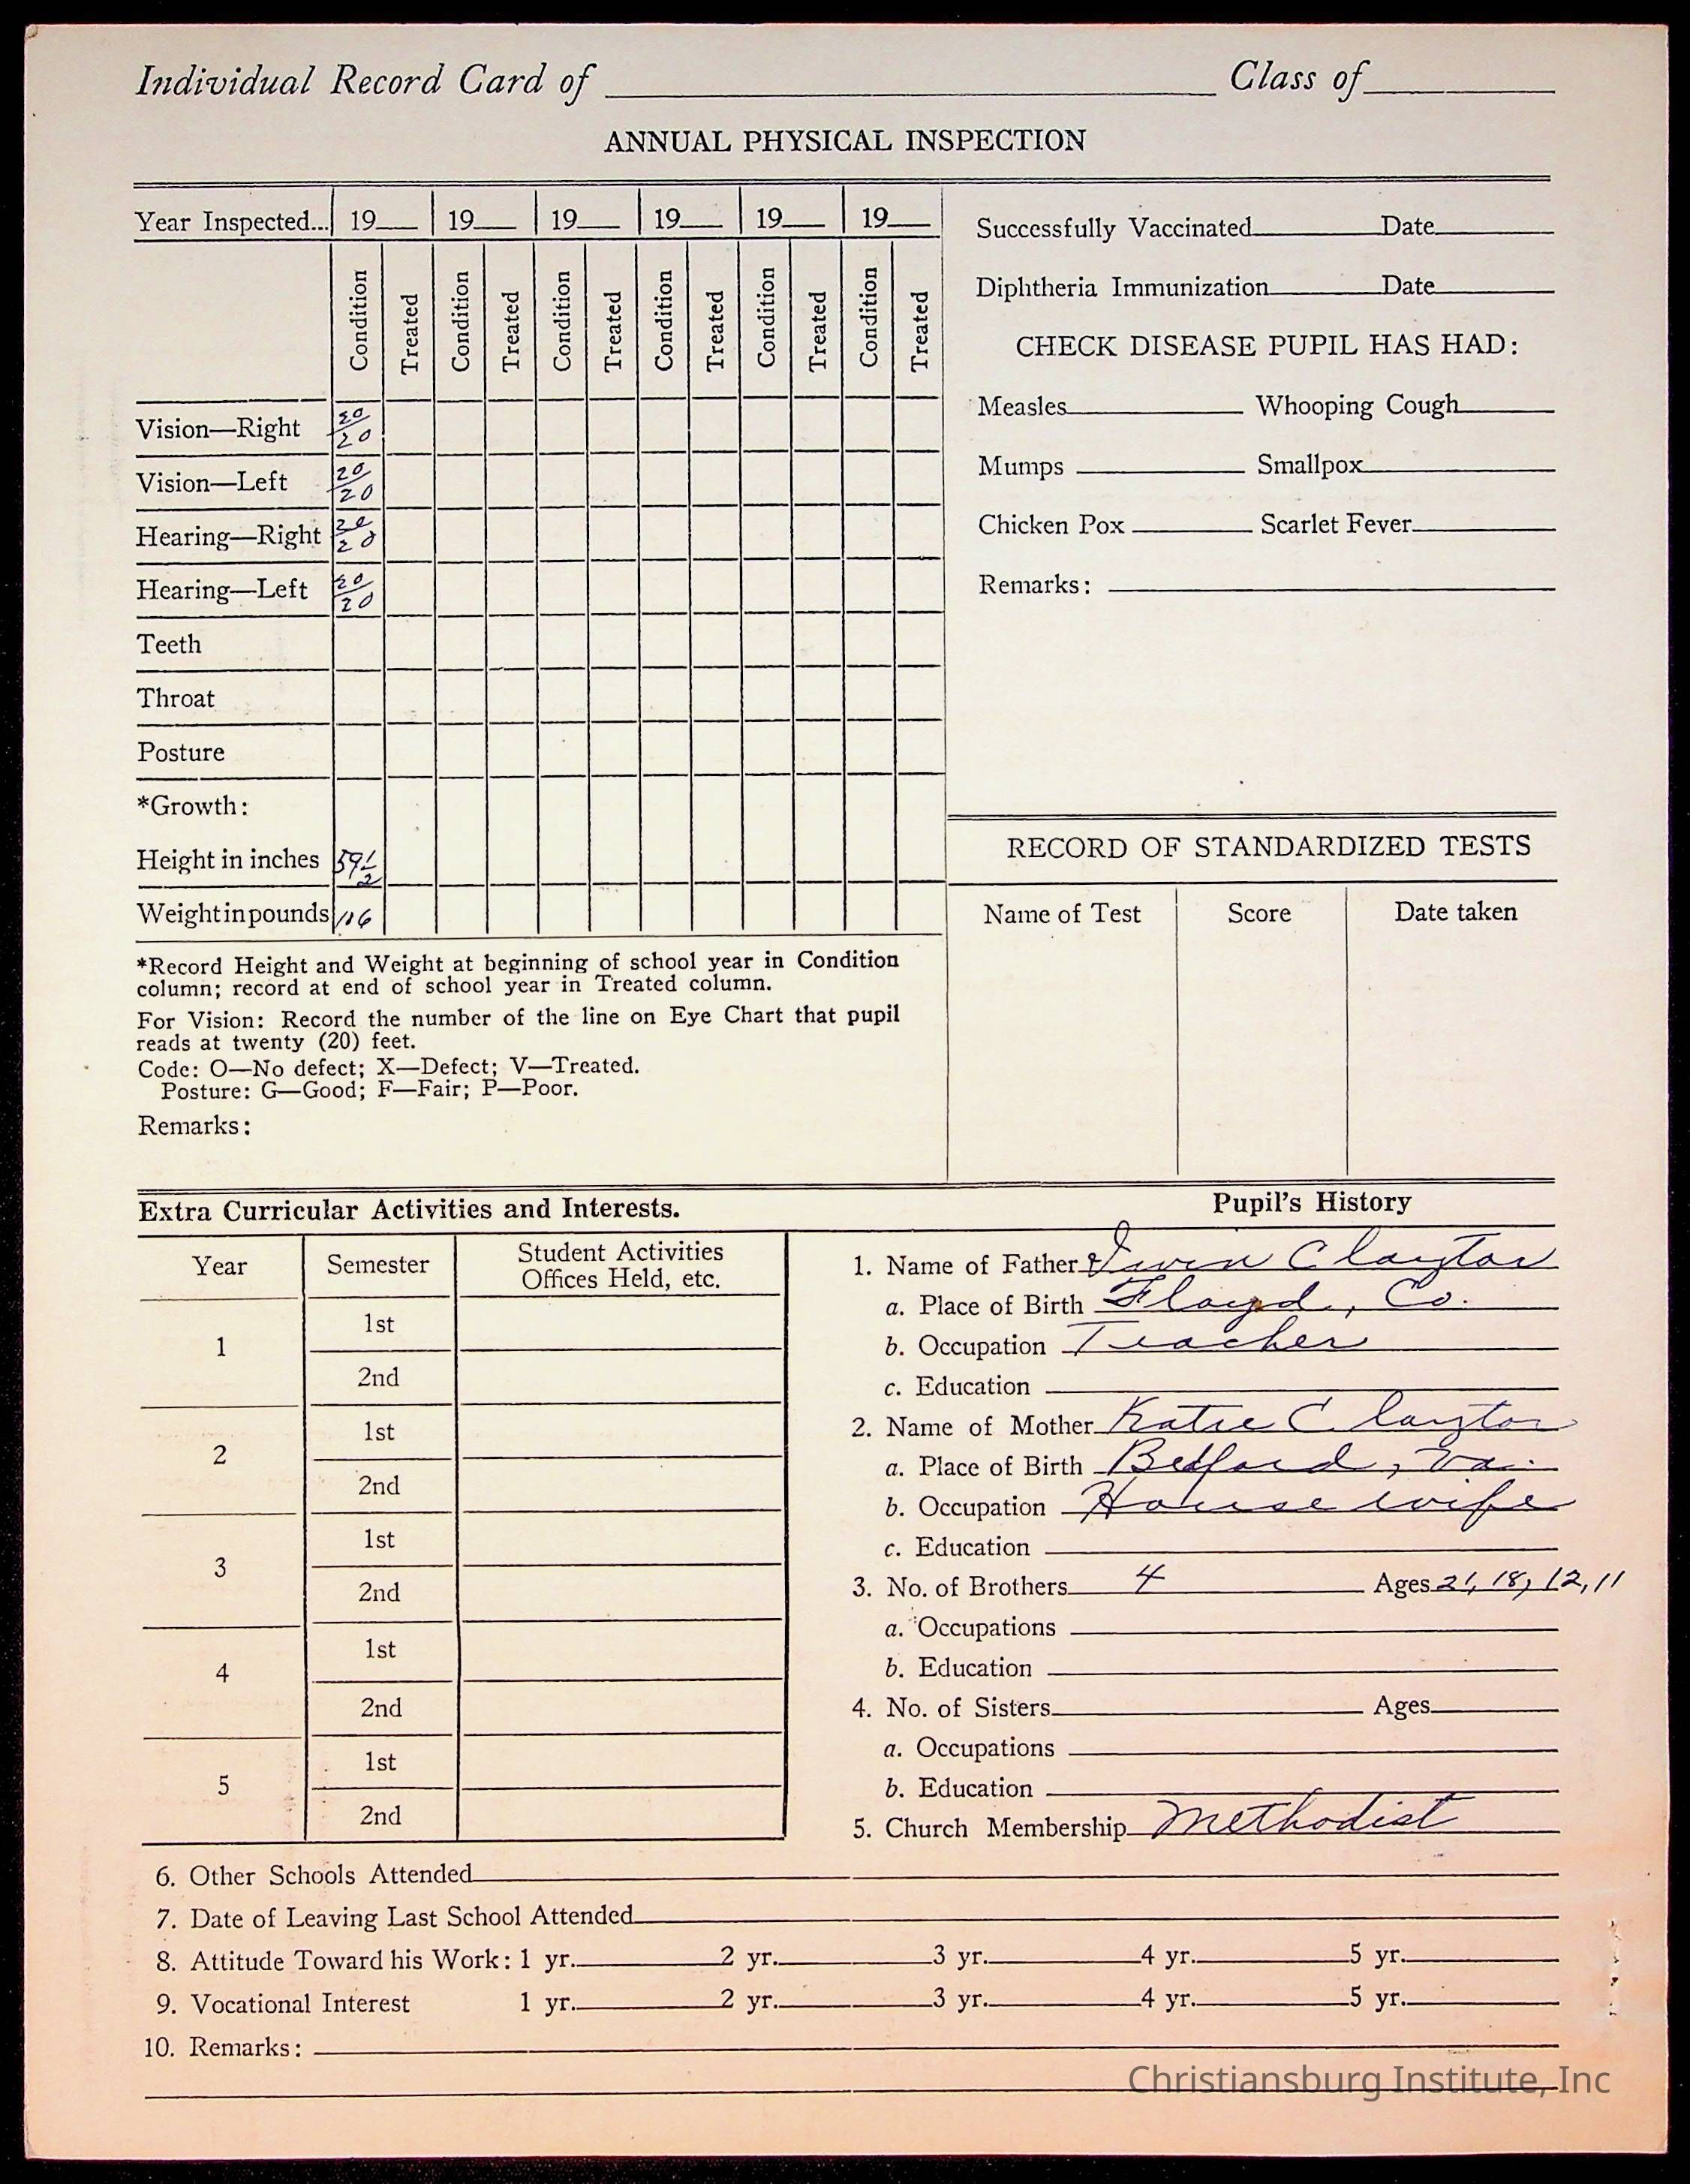 Individual Record Card of Class of
ANNUAL PHYSICAL INSPECTION
Year Inspected... 19 19 19 19 19 19
Condition Treated Condition Treated Condition Treated Condition Treated Condition Treated Condition Treated
Vision—Right 20/20
Vision—Left 20/20
Hearing—Right 20/20
Hearing—Left 20/20
Teeth
Throat
Posture
*Growth:
Height in inches 59 1/2
Weight in pounds 116
*Record Height and Weight at beginning of school year in Condition
column; record at end of school year in Treated column.
For Vision: Record the number of the line on Eye Chart that pupil
reads at twenty (20) feet.
Code: O—No defect; X—Defect; V—Treated.
Posture: G—Good; F—Fair; P—Poor.
Remarks:
Successfully Vaccinated Date
Diphtheria Immunization Date
CHECK DISEASE PUPIL HAS HAD:
Measles Whooping Cough
Mumps Smallpox
Chicken Pox Scarlet Fever
Remarks:
RECORD OF STANDARDIZED TESTS
Name of Test Score Date taken
Extra Curricular Activities and Interests.
Year Semester Student Activities
Offices Held, etc.
1 1st
2nd
2 1st
2nd
3 1st
2nd
4 1st
2nd
5 1st
2nd
Pupil's History
1. Name of Father Claytor
a. Place of Birth Floyd, Co.
b. Occupation Teacher
c. Education
2. Name of Mother Katie Claytor
a. Place of Birth Bedford, Va.
b. Occupation Housewife
c. Education
3. No. of Brothers 4 Ages 21, 18, 12, 11
a. Occupations
b. Education
4. No. of Sisters Ages
a. Occupations
b. Education
5. Church Membership Methodist
6. Other Schools Attended
7. Date of Leaving Last School Attended
8. Attitude Toward his Work: 1 yr. 2 yr. 3 yr. 4 yr. 5 yr.
9. Vocational Interest 1 yr. 2 yr. 3 yr. 4 yr. 5 yr.
10. Remarks:
Christiansburg Institute, Inc